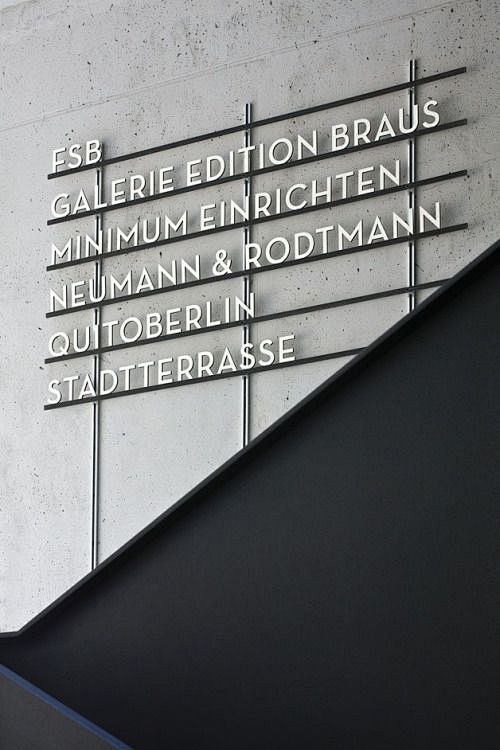 FSB
GALERIE EDITION BRAUS
MINIMUM EINRICHTEN
NEUMANN & RODTMANN
QUITOBERLIN
STADTTERRASSE